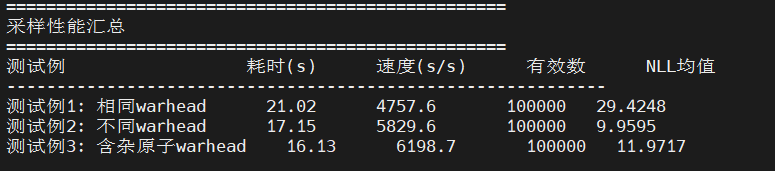 ==================================================
采样性能汇总
==================================================
测试例 耗时(s) 速度(s/s) 有效数 NLL均值
------------------------------------------------------------
测试例1: 相同warhead 21.02 4757.6 100000 29.4248
测试例2: 不同warhead 17.15 5829.6 100000 9.9595
测试例3: 含杂原子warhead 16.13 6198.7 100000 11.9717